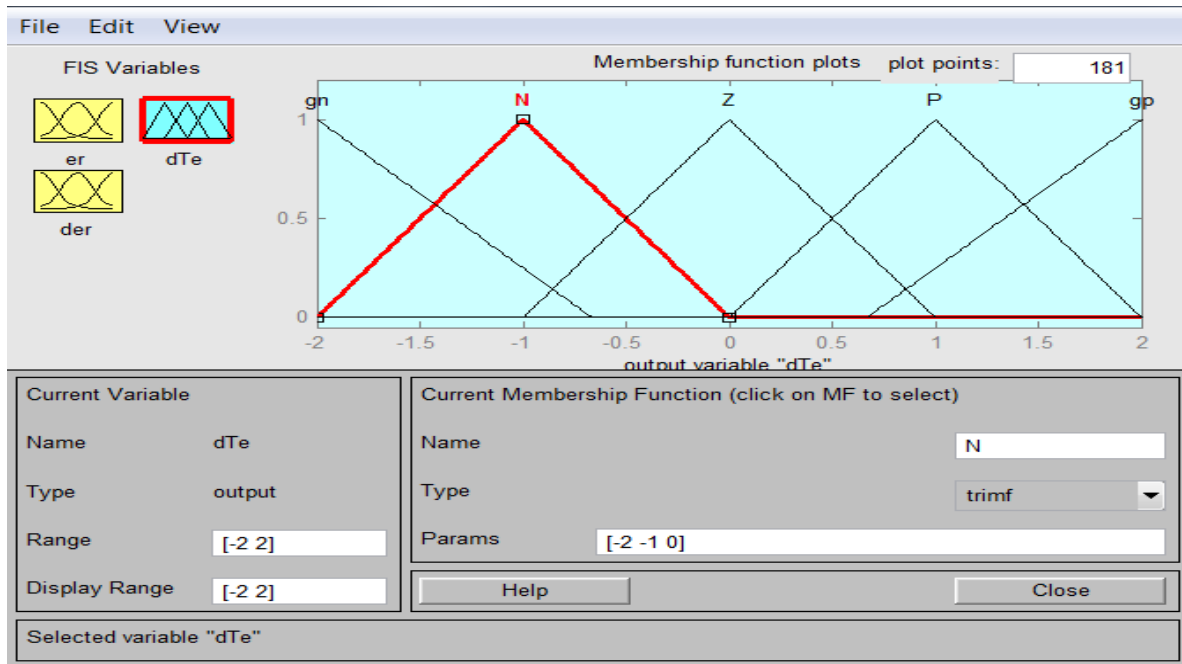 File Edit View
FIS Variables
Membership function plots plot points: 181
er dTe
der
gn N Z P gp
1
0.5
0
-2 -1.5 -1 -0.5 0 0.5 1 1.5 2
output variable "dTe"
Current Variable
Name dTe
Type output
Range [-2 2]
Display Range [-2 2]
Current Membership Function (click on MF to select)
Name N
Type trimf
Params [-2 -1 0]
Help Close
Selected variable "dTe"